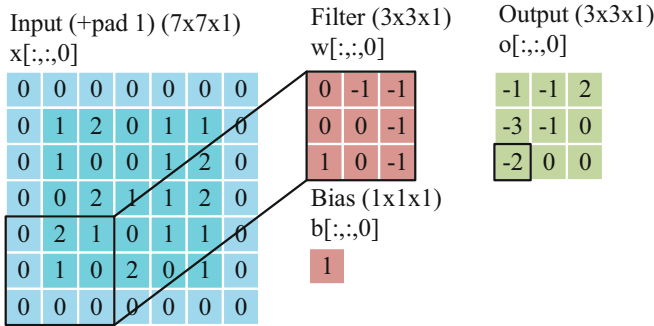 Input (+pad 1) (7x7x1)
x[:,:,0]
0 0 0 0 0 0 0
0 1 2 0 1 1 0
0 1 0 0 1 2 0
0 0 2 1 1 2 0
0 2 1 0 1 1 0
0 1 0 2 0 1 0
0 0 0 0 0 0 0
Filter (3x3x1)
w[:,:,0]
0 -1 -1
0 0 -1
1 0 -1
Bias (1x1x1)
b[:,:,0]
1
Output (3x3x1)
o[:,:,0]
-1 -1 2
-3 -1 0
-2 0 0